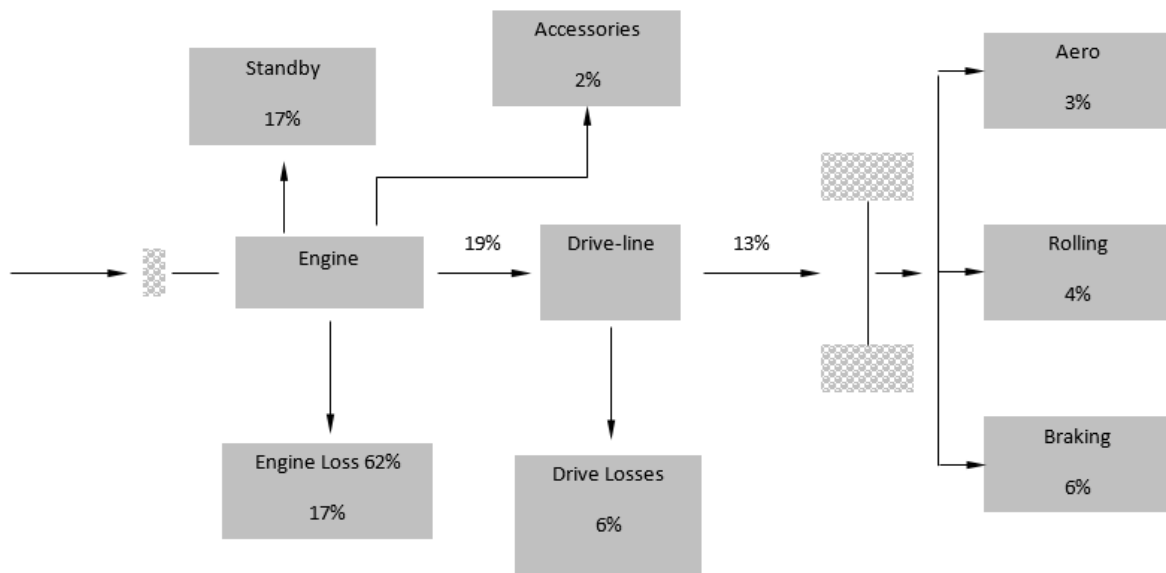 Standby
17%
Accessories
2%
Aero
3%
Engine
19%
Drive-line
13%
Rolling
4%
Engine Loss 62%
17%
Drive Losses
6%
Braking
6%